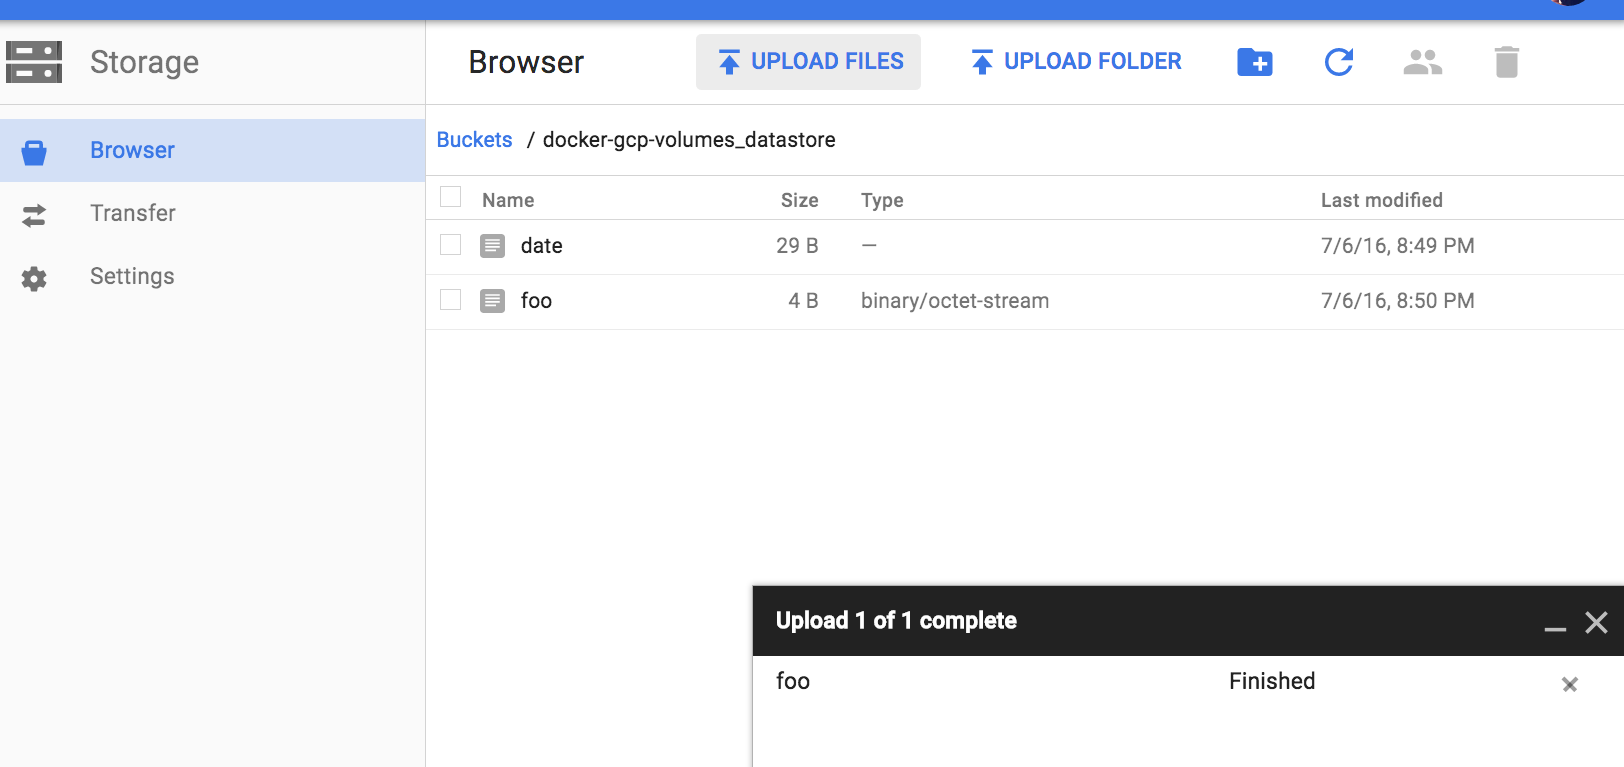 Storage
Browser
UPLOAD FILES
UPLOAD FOLDER
Browser
Transfer
Settings
Buckets / docker-gcp-volumes_datastore
Name Size Type Last modified
date 29 B — 7/6/16, 8:49 PM
foo 4 B binary/octet-stream 7/6/16, 8:50 PM
Upload 1 of 1 complete
foo Finished